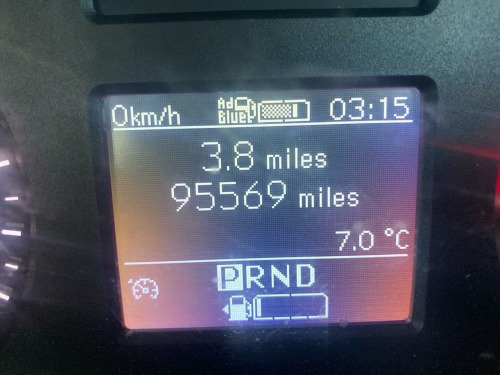 0km/h Ad Blue 03:15
3.8 miles
95569 miles
7.0 °C
PRND